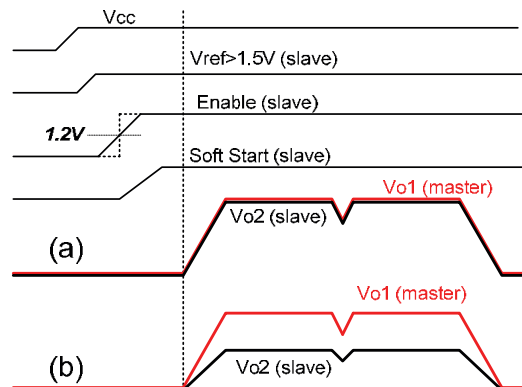 Vcc
Vref>1.5V (slave)
Enable (slave)
1.2V
Soft Start (slave)
Vo1 (master)
Vo2 (slave)
(a)
Vo1 (master)
Vo2 (slave)
(b)